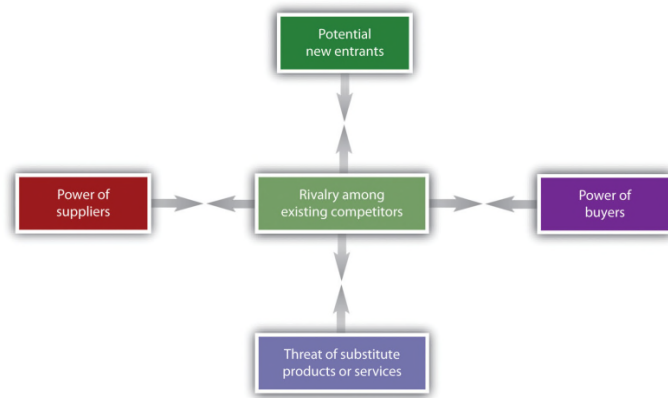 Potential
new entrants
Power of
suppliers
Rivalry among
existing competitors
Power of
buyers
Threat of substitute
products or services